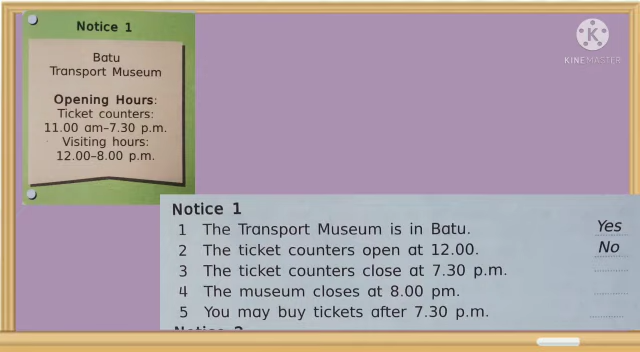 Notice 1
Batu
Transport Museum
Opening Hours:
Ticket counters:
11.00 am–7.30 p.m.
Visiting hours:
12.00–8.00 p.m.
KINEMASTER
Notice 1
1 The Transport Museum is in Batu. Yes
2 The ticket counters open at 12.00. No
3 The ticket counters close at 7.30 p.m.
4 The museum closes at 8.00 pm.
5 You may buy tickets after 7.30 p.m.